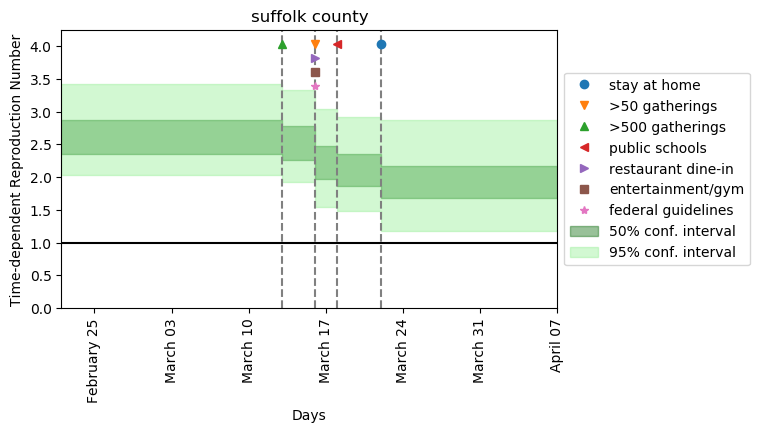 suffolk county
Time-dependent Reproduction Number
4.0
3.5
3.0
2.5
2.0
1.5
1.0
0.5
0.0
February 25
March 03
March 10
March 17
March 24
March 31
April 07
Days
stay at home
>50 gatherings
>500 gatherings
public schools
restaurant dine-in
entertainment/gym
federal guidelines
50% conf. interval
95% conf. interval